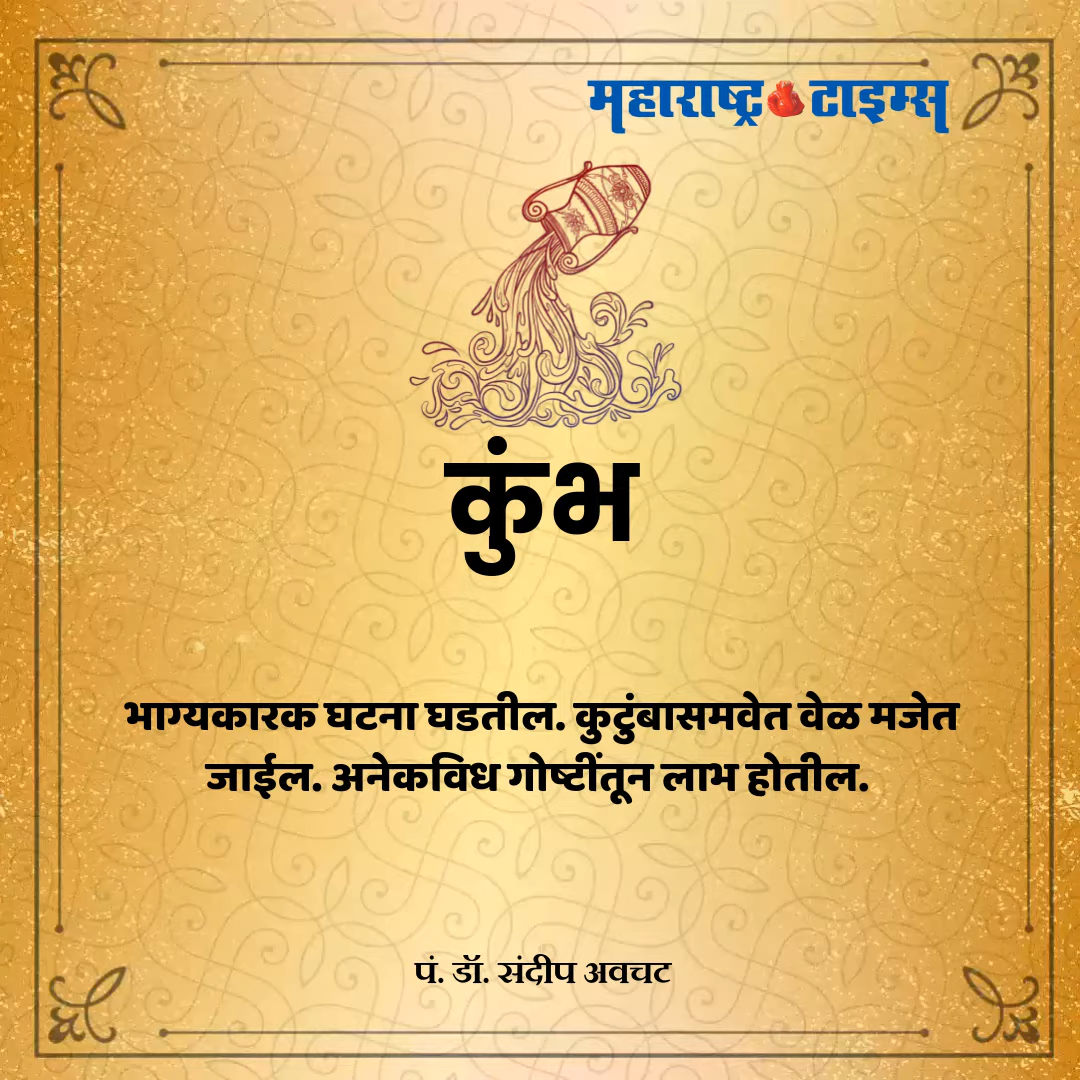 महाराष्ट्र टाइम्स
कुंभ
भाग्यकारक घटना घडतील. कुटुंबासमवेत वेळ मजेत
जाईल. अनेकविध गोष्टींतून लाभ होतील.
पं. डॉ. संदीप अवचट